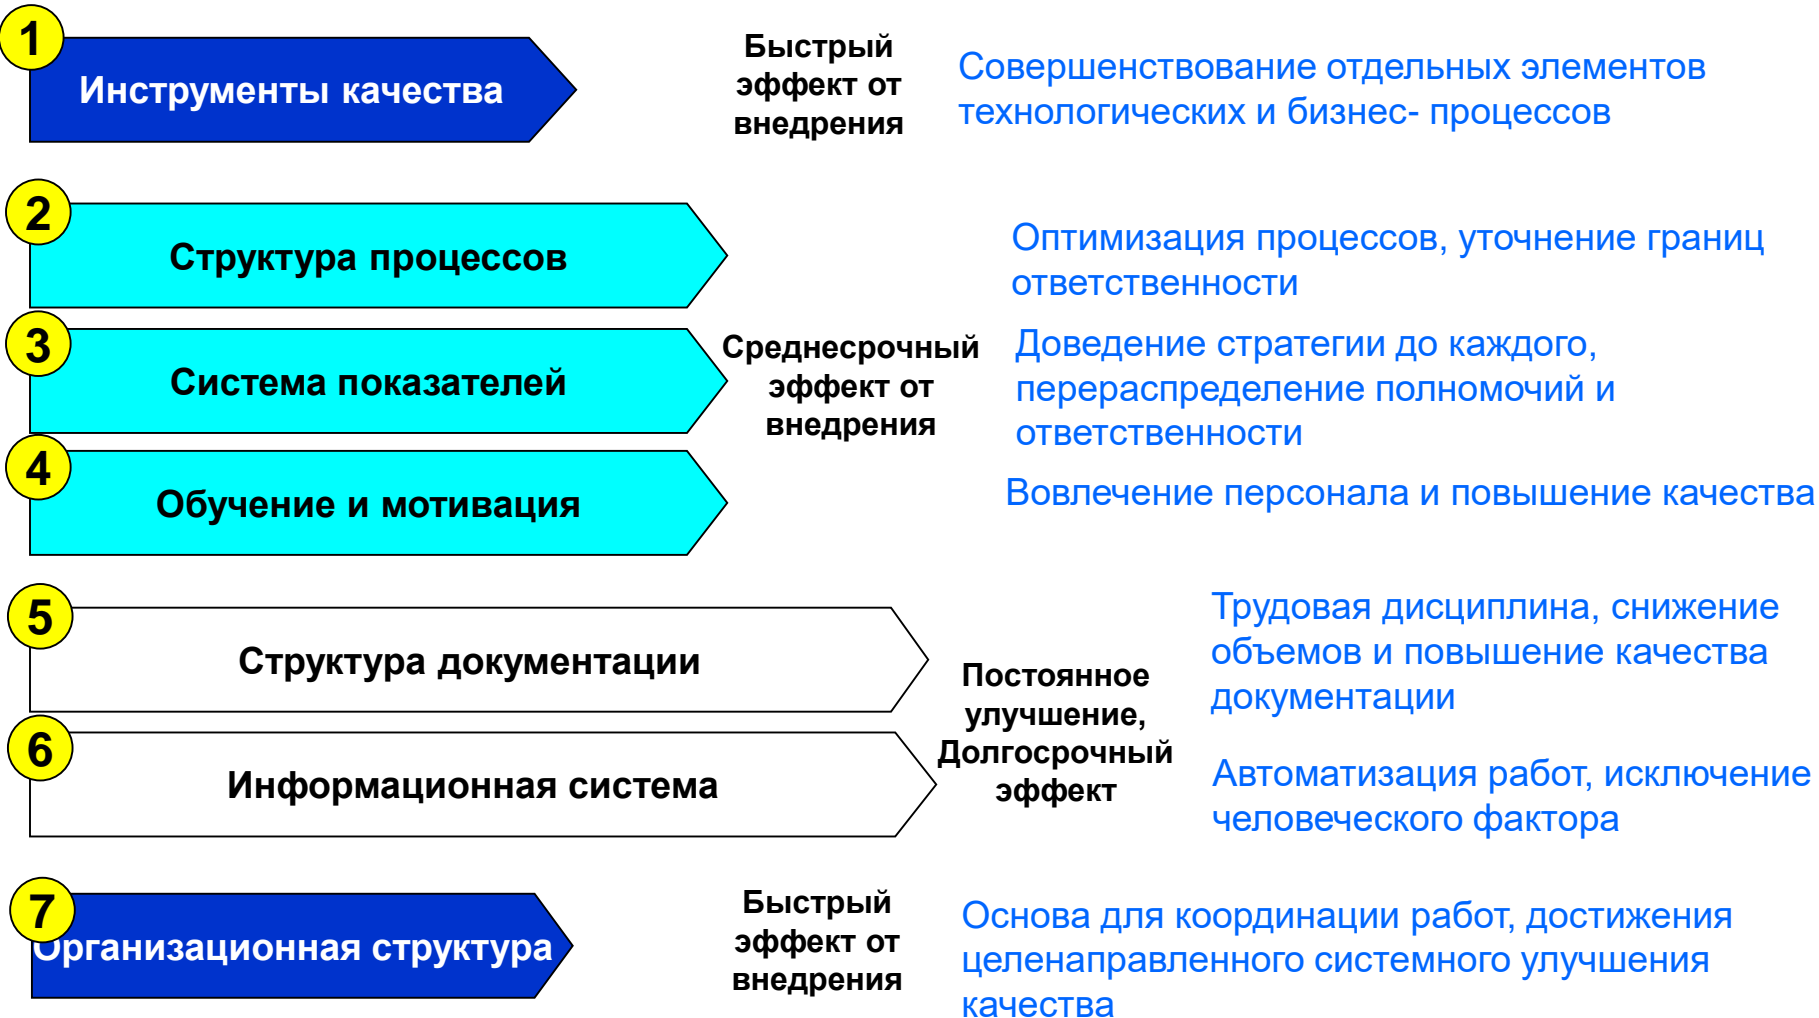 1
Инструменты качества
Быстрый
эффект от
внедрения
Совершенствование отдельных элементов
технологических и бизнес- процессов
2
Структура процессов
Оптимизация процессов, уточнение границ
ответственности
3
Система показателей
Среднесрочный
эффект от
внедрения
Доведение стратегии до каждого,
перераспределение полномочий и
ответственности
4
Обучение и мотивация
Вовлечение персонала и повышение качества
5
Структура документации
Трудовая дисциплина, снижение
объемов и повышение качества
документации
6
Информационная система
Постоянное
улучшение,
Долгосрочный
эффект
Автоматизация работ, исключение
человеческого фактора
7
Организационная структура
Быстрый
эффект от
внедрения
Основа для координации работ, достижения
целенаправленного системного улучшения
качества